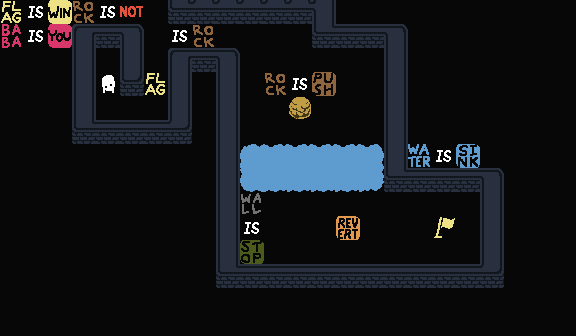 FLAG IS WIN ROCK IS NOT
BABA IS YOU
IS ROCK
FLAG
ROCK IS PUSH
WATER IS SINK
WALL
IS
STOP
REVERT